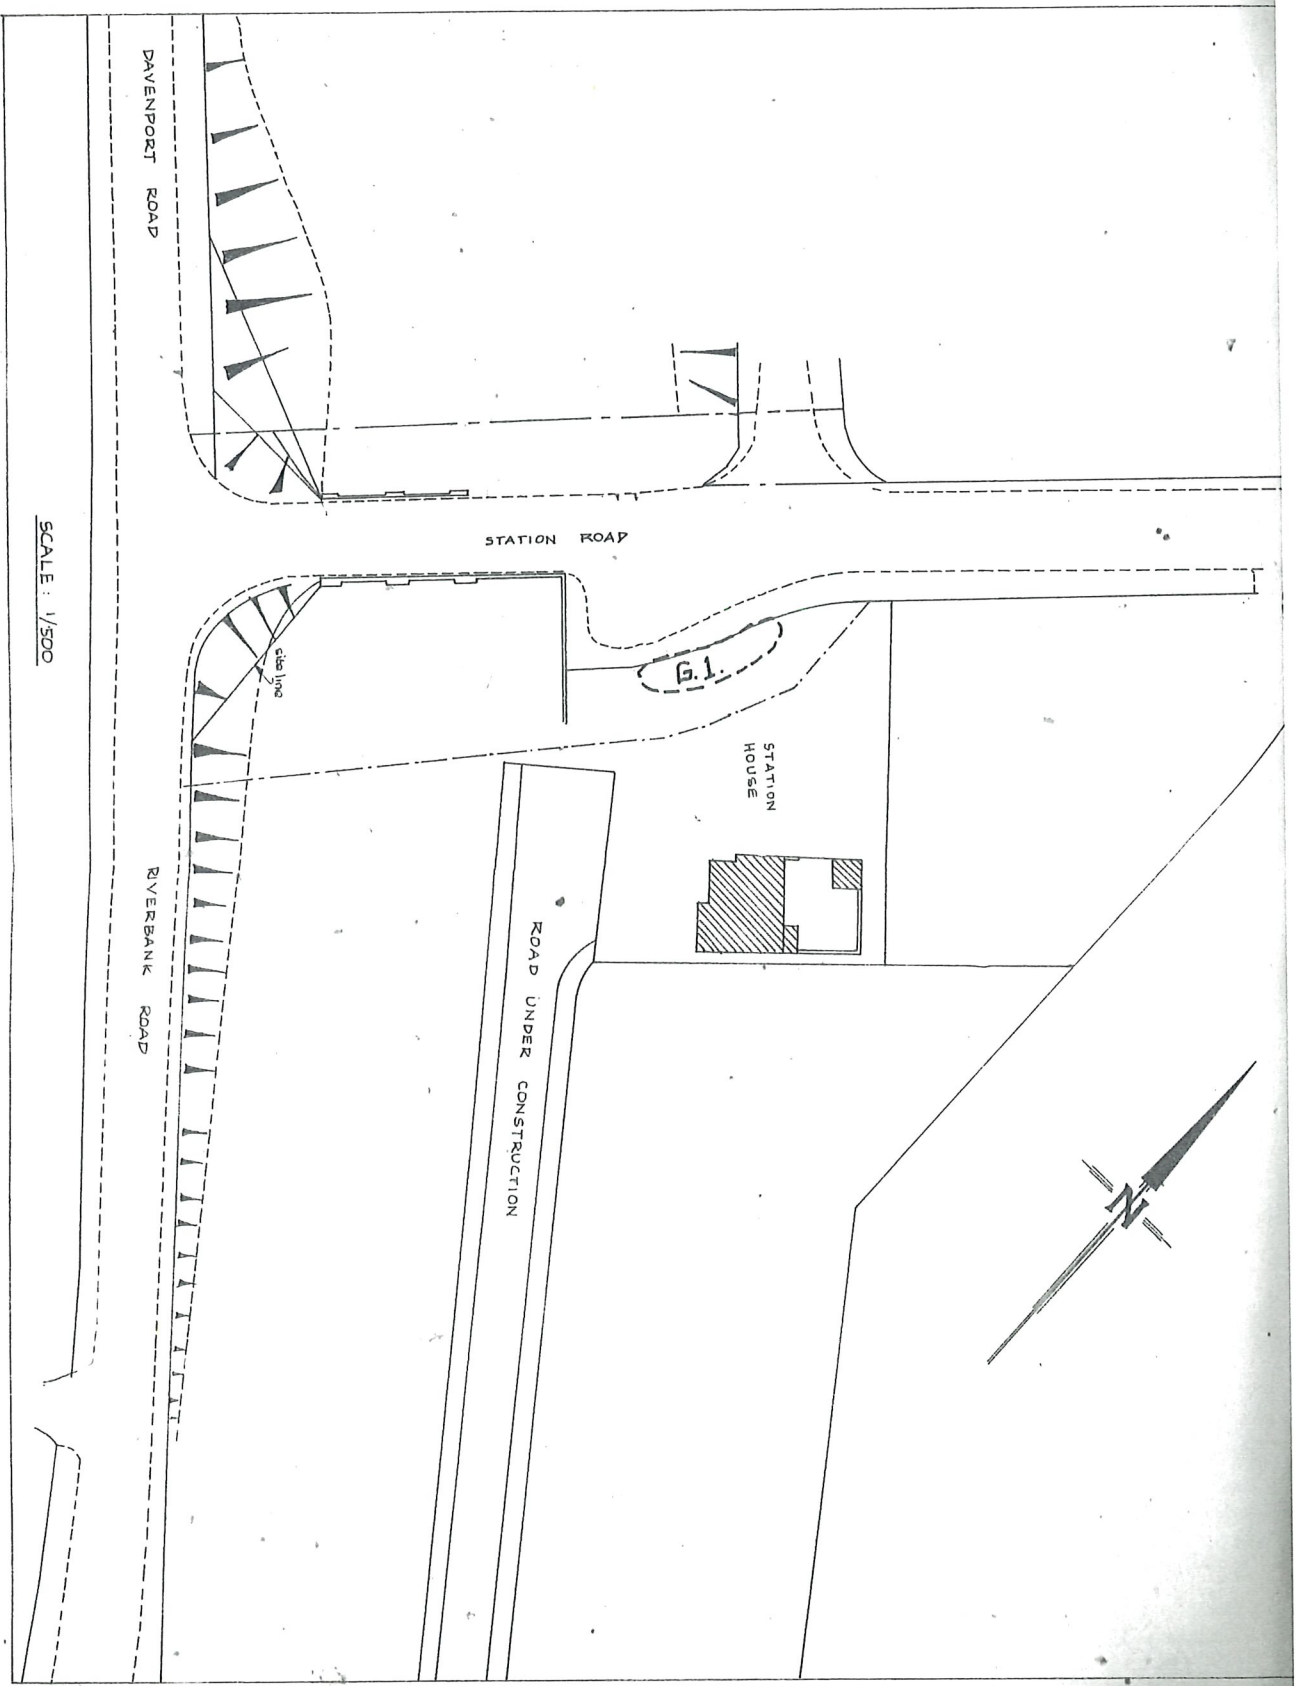 DAVENPORT ROAD
STATION ROAD
SCALE: 1/500
site line
G.1.
STATION
HOUSE
RIVERBANK ROAD
ROAD UNDER CONSTRUCTION
N